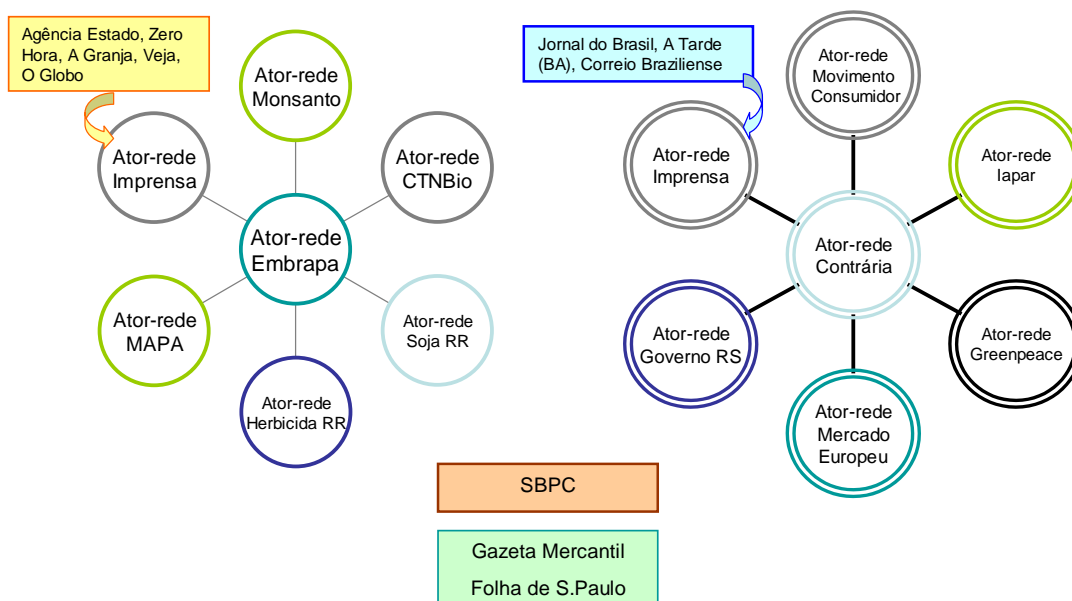 Agência Estado, Zero
Hora, A Granja, Veja,
O Globo
Ator-rede
Monsanto
Ator-rede
Imprensa
Ator-rede
CTNBio
Ator-rede
Embrapa
Ator-rede
MAPA
Ator-rede
Soja RR
Ator-rede
Herbicida RR
Jornal do Brasil, A Tarde
(BA), Correio Braziliense
Ator-rede
Movimento
Consumidor
Ator-rede
Imprensa
Ator-rede
Iapar
Ator-rede
Contrária
Ator-rede
Governo RS
Ator-rede
Greenpeace
Ator-rede
Mercado
Europeu
SBPC
Gazeta Mercantil
Folha de S.Paulo